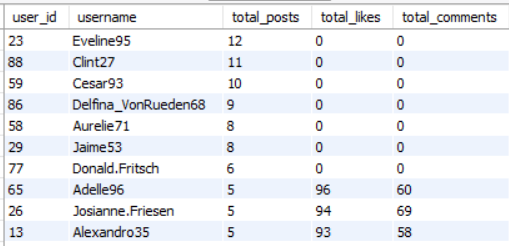 user_id username total_posts total_likes total_comments
23 Eveline95 12 0 0
88 Clint27 11 0 0
59 Cesar93 10 0 0
86 Delfina_VonRueden68 9 0 0
58 Aurelie71 8 0 0
29 Jaime53 8 0 0
77 Donald.Fritsch 6 0 0
65 Adelle96 5 96 60
26 Josianne.Friesen 5 94 69
13 Alexandro35 5 93 58